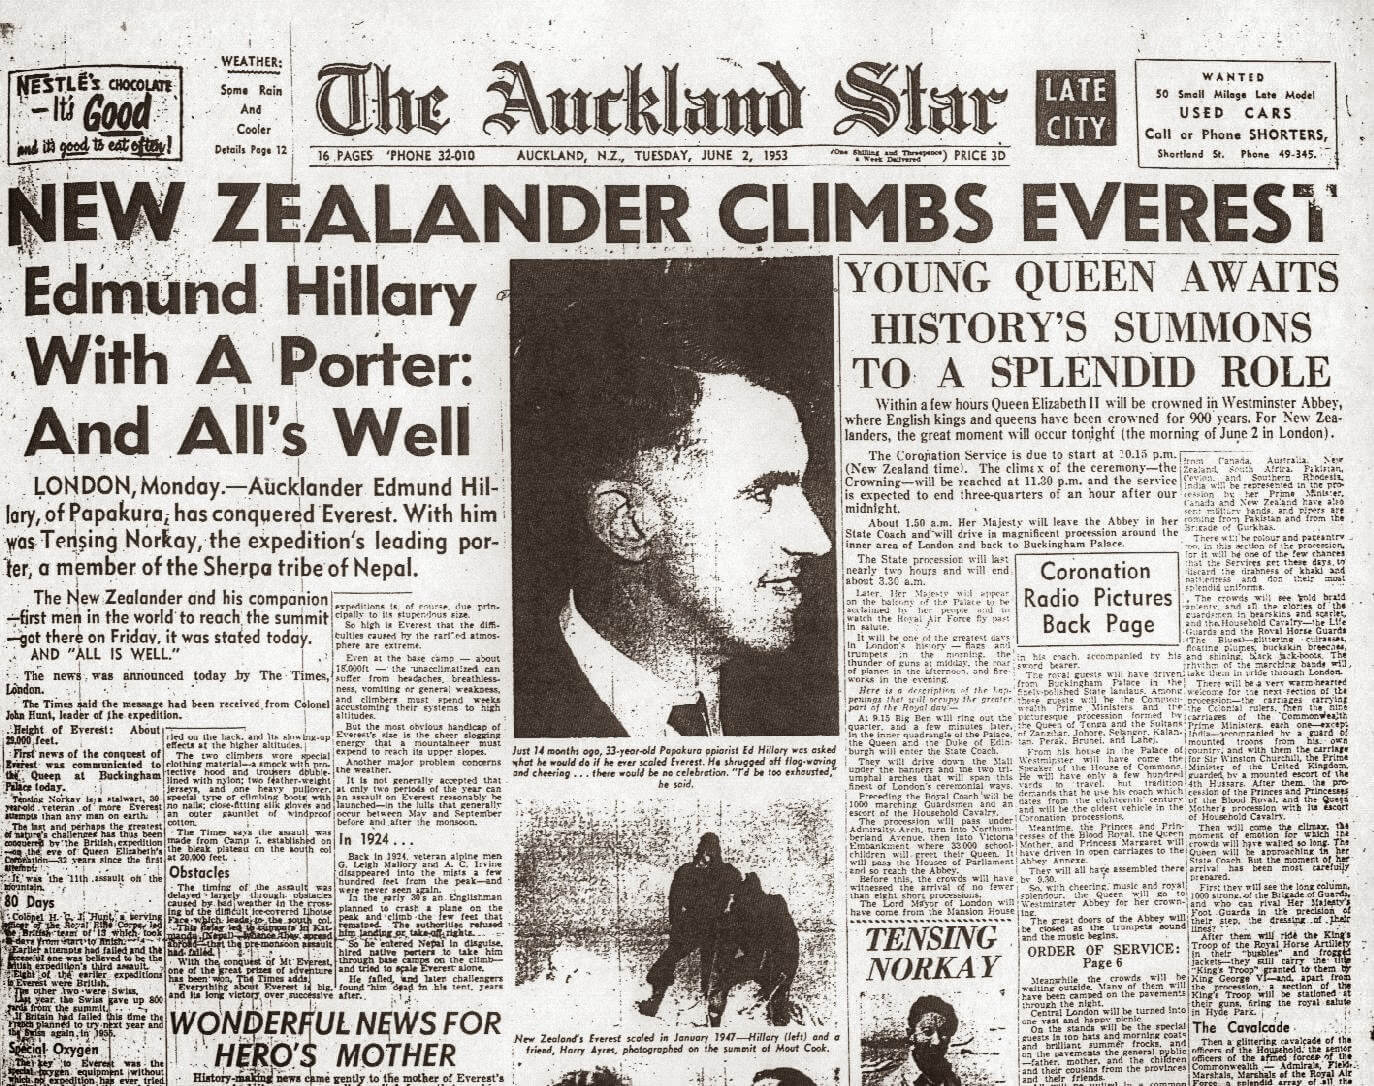 NESTLÉ'S CHOCOLATE
– It's Good
and it's good to eat often!
WEATHER:
Some Rain
And
Cooler
Details Page 12
The Auckland Star
LATE
CITY
WANTED
50 Small Milage Late Model
USED CARS
Call or Phone SHORTERS,
Shortland St. Phone 49-345.
16 PAGES 'PHONE 32-010 AUCKLAND, N.Z., TUESDAY, JUNE 2, 1953 (One Shilling and Threepence a Week Delivered) PRICE 3D
NEW ZEALANDER CLIMBS EVEREST
Edmund Hillary
With A Porter:
And All's Well
LONDON, Monday.—Aucklander Edmund Hil-
lary, of Papakura, has conquered Everest. With him
was Tensing Norkay, the expedition's leading por-
ter, a member of the Sherpa tribe of Nepal.
The New Zealander and his companion
—first men in the world to reach the summit
—got there on Friday, it was stated today.
AND "ALL IS WELL."
The news was announced today by The Times,
London.
The Times said the message had been received from Colonel
John Hunt, leader of the expedition.
Height of Everest: About
29,000 feet.
First news of the conquest of
Everest was communicated to
the Queen at Buckingham
Palace today.
Tensing Norkay is a stalwart, 39
year-old veteran of more Everest
attempts than any man on earth.
The last and perhaps the greatest
of nature's challenges has thus been
conquered by the British expedition
—on the eve of Queen Elizabeth's
Coronation—32 years since the first
attempt.
It was the 11th assault on the
mountain.
80 Days
Colonel H. C. J. Hunt, a serving
officer of the Royal Rifle Corps, led
Earlier attempts had failed and the
British expedition's third assault.
Eight of the earlier expeditions
to Everest were British.
The other two were Swiss.
Last year the Swiss gave up 800
yards from the summit.
If Britain had failed this time the
French planned to try next year and
the Swiss again in 1955.
Special Oxygen
The key to Everest was the
special oxygen equipment without
which no expedition has ever tried
ried on the back, and its slowing-up
effects at the higher altitudes.
The two climbers wore special
clothing material—a smock with pro-
tective hood and trousers double-
lined with nylon; two feather-weight
jerseys, and one heavy pullover,
special type of climbing boots with
no nails; close-fitting silk gloves and
an outer gauntlet of windproof
cotton.
The Times says the assault was
made from Camp 7, established on
the bleak plateau on the south col
at 26,000 feet.
Obstacles
The timing of the assault was
delayed largely through obstacles
caused by bad weather in the cross-
ing of the difficult ice-covered Lhotse
Face which leads to the south col.
This delay led to rumours in Kat-
mandu (Nepal)—whence they spread
abroad—that the pre-monsoon assault
had failed.
With the conquest of Mt Everest,
one of the great prizes of adventure
has been won, The Times adds.
Everything about Everest is big,
and its long victory over successive
expeditions is, of course, due prin-
cipally to its stupendous size.
So high is Everest that the diffi-
culties caused by the rarified atmos-
phere are extreme.
Even at the base camp — about
18,000ft — the unacclimatized can
suffer from headaches, breathless-
ness, vomiting or general weakness,
and climbers must spend weeks
accustoming their systems to high
altitudes.
But the most obvious handicap of
Everest's size is the sheer slogging
energy that a mountaineer must
expend to reach its upper slopes.
Another major problem concerns
the weather.
It is not generally accepted that
at only two periods of the year can
an assault on Everest reasonably be
launched—in the lulls that generally
occur between May and September
before and after the monsoon.
In 1924 . . .
Back in 1924, veteran alpine men
G. Leigh Mallory and A. C. Irvine
disappeared into the mists a few
hundred feet from the peak—and
were never seen again.
In the early 30's an Englishman
planned to crash a plane on the
peak and climb the few feet that
remained. The authorities refused
him landing or take-off rights.
So he entered Nepal in disguise,
hired native porters to take him
through base camps on the climb—
and tried to scale Everest alone.
He failed, and later challengers
found him dead in his tent, years
after.
WONDERFUL NEWS FOR
HERO'S MOTHER
History-making news came gently to the mother of Everest's
Just 14 months ago, 33-year-old Papakura apiarist Ed Hillary was asked
what he would do if he ever scaled Everest. He shrugged off flag-waving
and cheering . . . there would be no celebration. "I'd be too exhausted,"
he said.
New Zealand's Everest scaled in January 1947—Hillary (left) and a
friend, Harry Ayres, photographed on the summit of Mout Cook.
YOUNG QUEEN AWAITS
HISTORY'S SUMMONS
TO A SPLENDID ROLE
Within a few hours Queen Elizabeth II will be crowned in Westminster Abbey,
where English kings and queens have been crowned for 900 years. For New Zea-
landers, the great moment will occur tonight (the morning of June 2 in London).
The Coronation Service is due to start at 10.15 p.m.
(New Zealand time). The climax of the ceremony—the
Crowning—will be reached at 11.30 p.m. and the service
is expected to end three-quarters of an hour after our
midnight.
About 1.50 a.m. Her Majesty will leave the Abbey in her
State Coach and will drive in magnificent procession around the
inner area of London and back to Buckingham Palace.
The State procession will last
nearly two hours and will end
about 3.30 a.m.
Later, Her Majesty will appear
on the balcony of the Palace to be
acclaimed by her people and to
watch the Royal Air Force fly past
in salute.
It will be one of the greatest days
in London's history — flags and
trumpets in the morning, the
thunder of guns at midday, the roar
of planes in the afternoon, and fire-
works in the evening.
Here is a description of the hap-
penings that will occupy the greater
part of the Royal day:—
At 9.15 Big Ben will ring out the
quarter, and a few minutes later,
in the inner quadrangle of the Palace,
the Queen and the Duke of Edin-
burgh will enter the State Coach.
They will drive down the Mall
under the banners and the two tri-
umphal arches that will span his
finest of London's ceremonial ways.
Preceding the Royal Coach will be
1000 marching Guardsmen and an
escort of the Household Cavalry.
The procession will pass under
Admiralty Arch, turn into Northum-
berland Avenue, then into Victoria
Embankment where 33000 school-
children will greet their Queen. It
will pass the Houses of Parliament
and so reach the Abbey.
Before this, the crowds will have
witnessed the arrival of no fewer
than eight short processions.
The Lord Mayor of London will
have come from the Mansion House
TENSING
NORKAY
Coronation
Radio Pictures
Back Page
in his coach, accompanied by his
sword bearer.
The royal guests will have driven
from Buckingham Palace in the
finely-polished State landaus. Among
these guests will be the Common-
wealth Prime Ministers and the
picturesque procession formed by
the Queen of Tonga and the Sultans
of Zanzibar, Johore, Selangor, Kalan-
tan, Perak, Brunei, and Lahej.
From his house in the Palace of
Westminster will have come the
Speaker of the House of Commons.
He will have only a few hundred
yards to travel, but tradition
demands that he use his coach which
dates from the eighteenth century
and will be the oldest vehicle in the
Coronation processions.
Meantime, the Princes and Prin-
cesses of the Blood Royal, the Queen
Mother, and Princess Margaret will
have driven in open carriages to the
Abbey Annexe.
They will all have assembled there
by 9.30.
So, with cheering, music and royal
splendour, the Queen will go to
Westminster Abbey for her crown-
ing.
The great doors of the Abbey will
be closed as the trumpets sound
and the music begins.
ORDER OF SERVICE:
Page 6
Meanwhile the crowds will be
waiting outside. Many of them will
have been camped on the pavements
through the night.
Central London will be turned into
one vast and happy picnic.
On the stands will be the special
guests in top hats and morning coats
and brilliant summer frocks, and
on the pavements the general public
—father, mother, and the children
and their cousins from the provinces
and their friends.
from Canada, Australia, New
Zealand, South Africa, Pakistan,
Ceylon, and Southern Rhodesia.
India will be represented in the pro-
cession by her Prime Minister.
Canada and New Zealand have also
sent military bands, and pipers are
coming from Pakistan and from the
Brigade of Gurkhas.
There will be colour and pageantry
too, in this section of the procession,
for it will be one of the few chances
that the Services get these days to
discard the drabness of khaki and
battledress and don their most
splendid uniforms.
The crowds will see gold braid
aplenty, and all the glories of the
guardsmen in bearskins and scarlet,
and the Household Cavalry—the Life
Guards and the Royal Horse Guards
(The Blues)—glittering cuirasses,
floating plumes, buckskin breeches,
and shining, black jack-boots. The
rhythm of the marching bands will
take them in pride through London.
There will be a very warm-hearted
welcome for the next section of the
procession—the carriages carrying
the Colonial rulers, then the nine
carriages of the Commonwealth
Prime Ministers, each one—except
India—accompanied by a guard of
mounted troops from his own
country; and with them the carriage
for Sir Winston Churchill, the Prime
Minister of the United Kingdom,
guarded by a mounted escort of the
4th Hussars. After them, the pro-
cession of the Princes and Princesses
of the Blood Royal, and the Queen
Mother's procession with its escort
of Household Cavalry.
Then will come the climax, the
moment of emotion for which the
crowds will have waited so long. The
Queen will be approaching in her
State Coach. But the moment of her
arrival has been most carefully
prepared.
First they will see the long column,
1000 strong, of the Brigade of Guards,
and who can rival Her Majesty's
Foot Guards in the precision of
their step, the dressing of their
lines?
After them will ride the King's
Troop of the Royal Horse Artillery
in their "busbies" and frogged
jackets—they still carry the title
"King's Troop" granted to them by
King George VI—and, apart from
the procession, a section of the
King's Troop will be stationed at
their guns, firing the royal salute
in Hyde Park.
The Cavalcade
Then a glittering cavalcade of the
officers of the Household, the senior
officers of the armed forces of the
Commonwealth — Admirals, Field-
Marshals, Marshals of the Royal Air